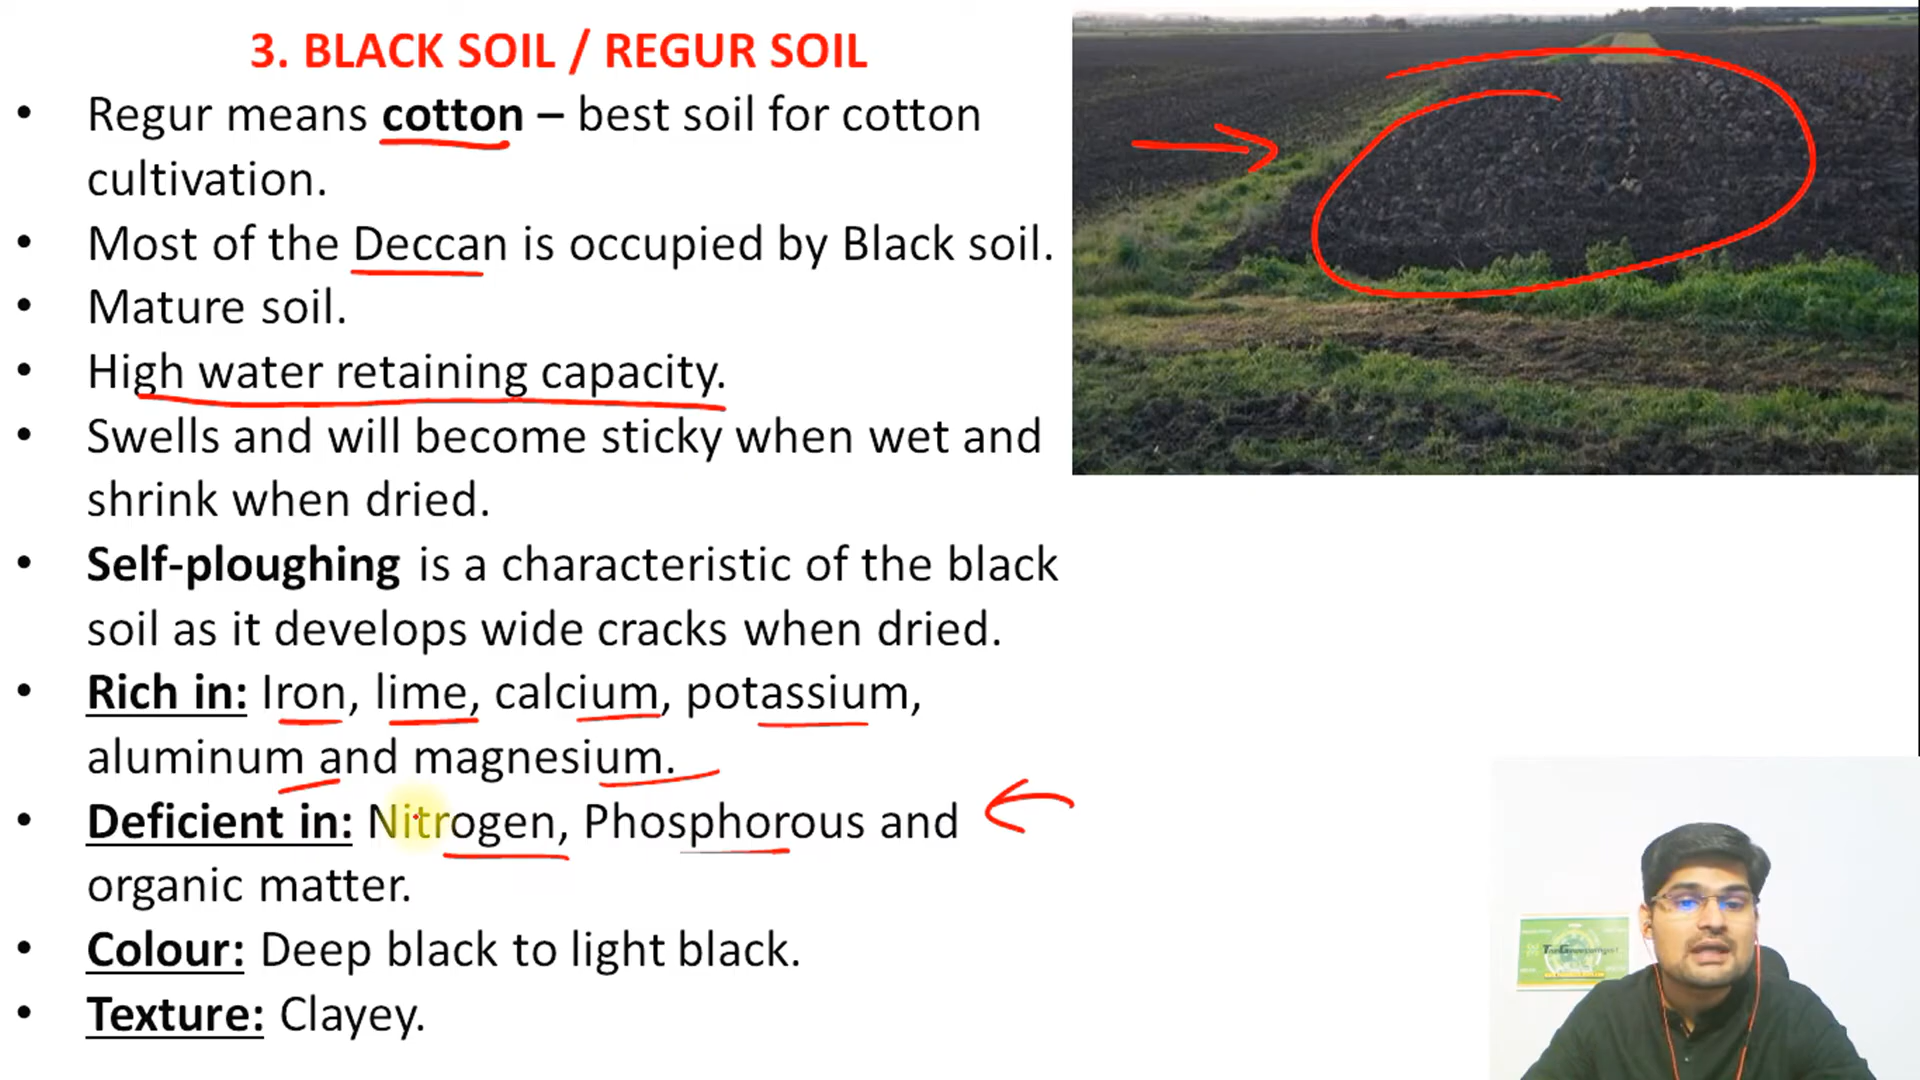 3. BLACK SOIL / REGUR SOIL
• Regur means cotton – best soil for cotton
cultivation.
• Most of the Deccan is occupied by Black soil.
• Mature soil.
• High water retaining capacity.
• Swells and will become sticky when wet and
shrink when dried.
• Self-ploughing is a characteristic of the black
soil as it develops wide cracks when dried.
• Rich in: Iron, lime, calcium, potassium,
aluminum and magnesium.
• Deficient in: Nitrogen, Phosphorous and
organic matter.
• Colour: Deep black to light black.
• Texture: Clayey.